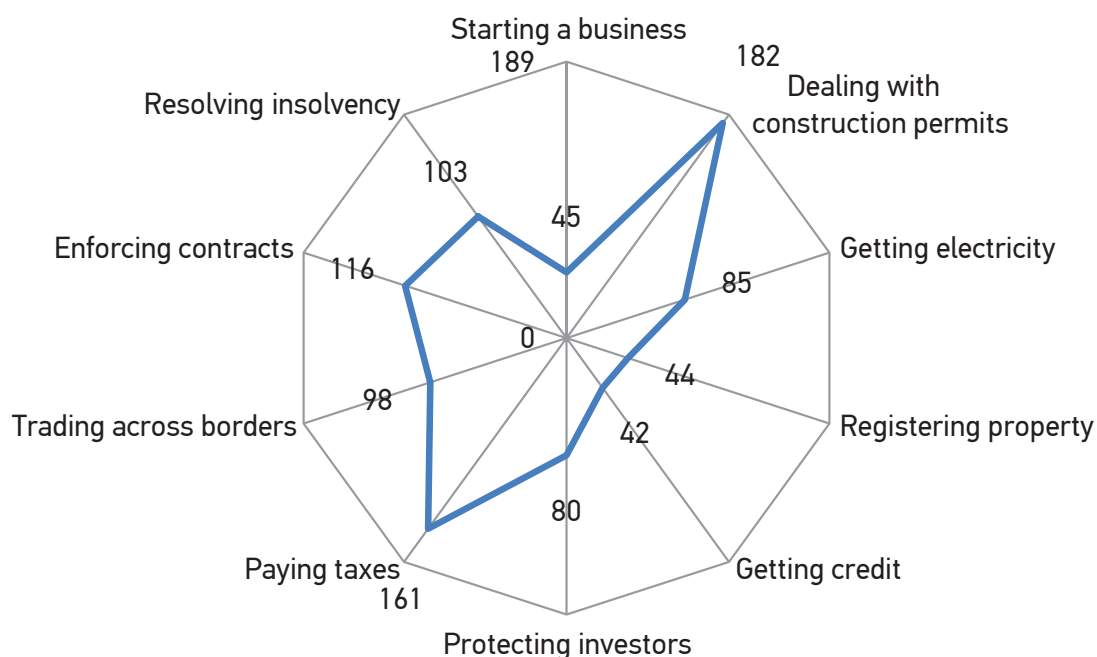 Starting a business
189
182
Dealing with
construction permits
Resolving insolvency
103
45
Enforcing contracts
116
Getting electricity
85
0
44
98
Trading across borders
Registering property
42
80
Paying taxes
161
Getting credit
Protecting investors